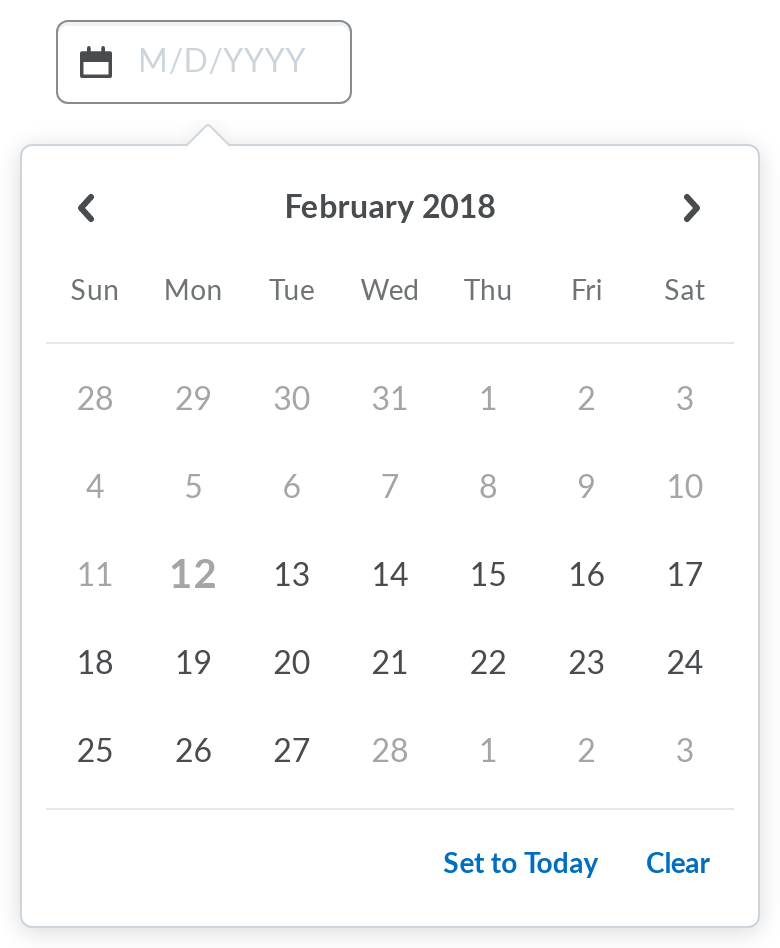 M/D/YYYY
February 2018
Sun Mon Tue Wed Thu Fri Sat
28 29 30 31 1 2 3
4 5 6 7 8 9 10
11 12 13 14 15 16 17
18 19 20 21 22 23 24
25 26 27 28 1 2 3
Set to Today Clear